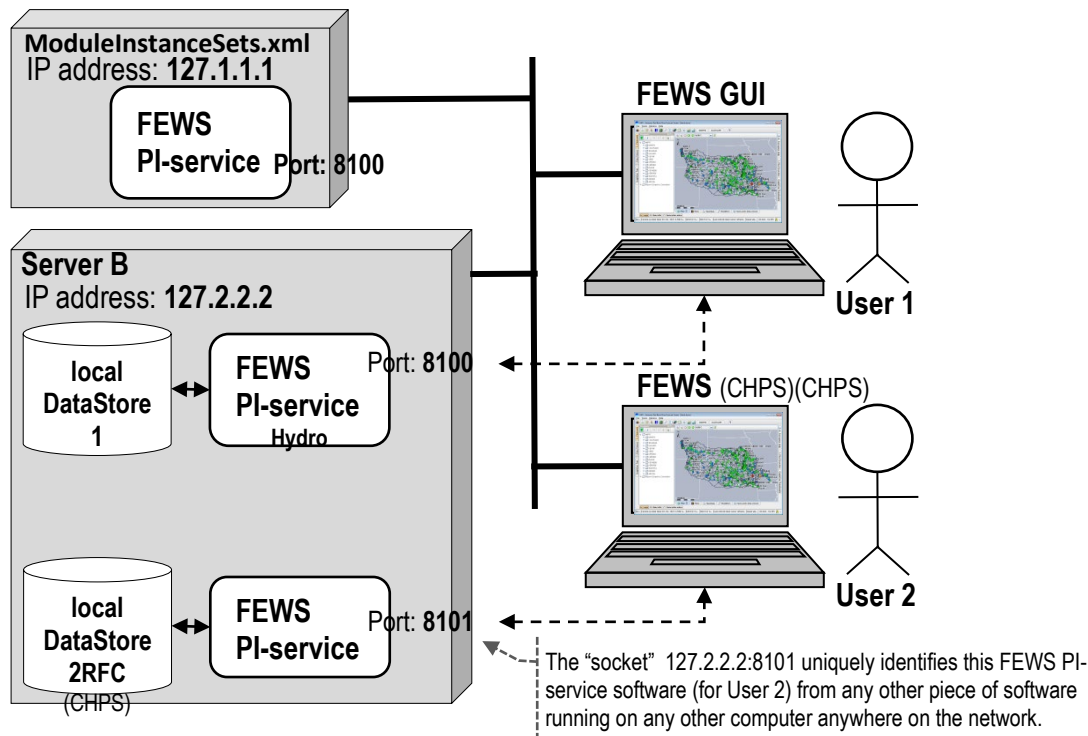 ModuleInstanceSets.xml
IP address: 127.1.1.1
FEWS
PI-service
Port: 8100
Server B
IP address: 127.2.2.2
local
DataStore
1
FEWS
PI-service
Hydro
Port: 8100
local
DataStore
2RFC
(CHPS)
FEWS
PI-service
Port: 8101
FEWS GUI
User 1
FEWS (CHPS)(CHPS)
User 2
The “socket” 127.2.2.2:8101 uniquely identifies this FEWS PI-
service software (for User 2) from any other piece of software
running on any other computer anywhere on the network.